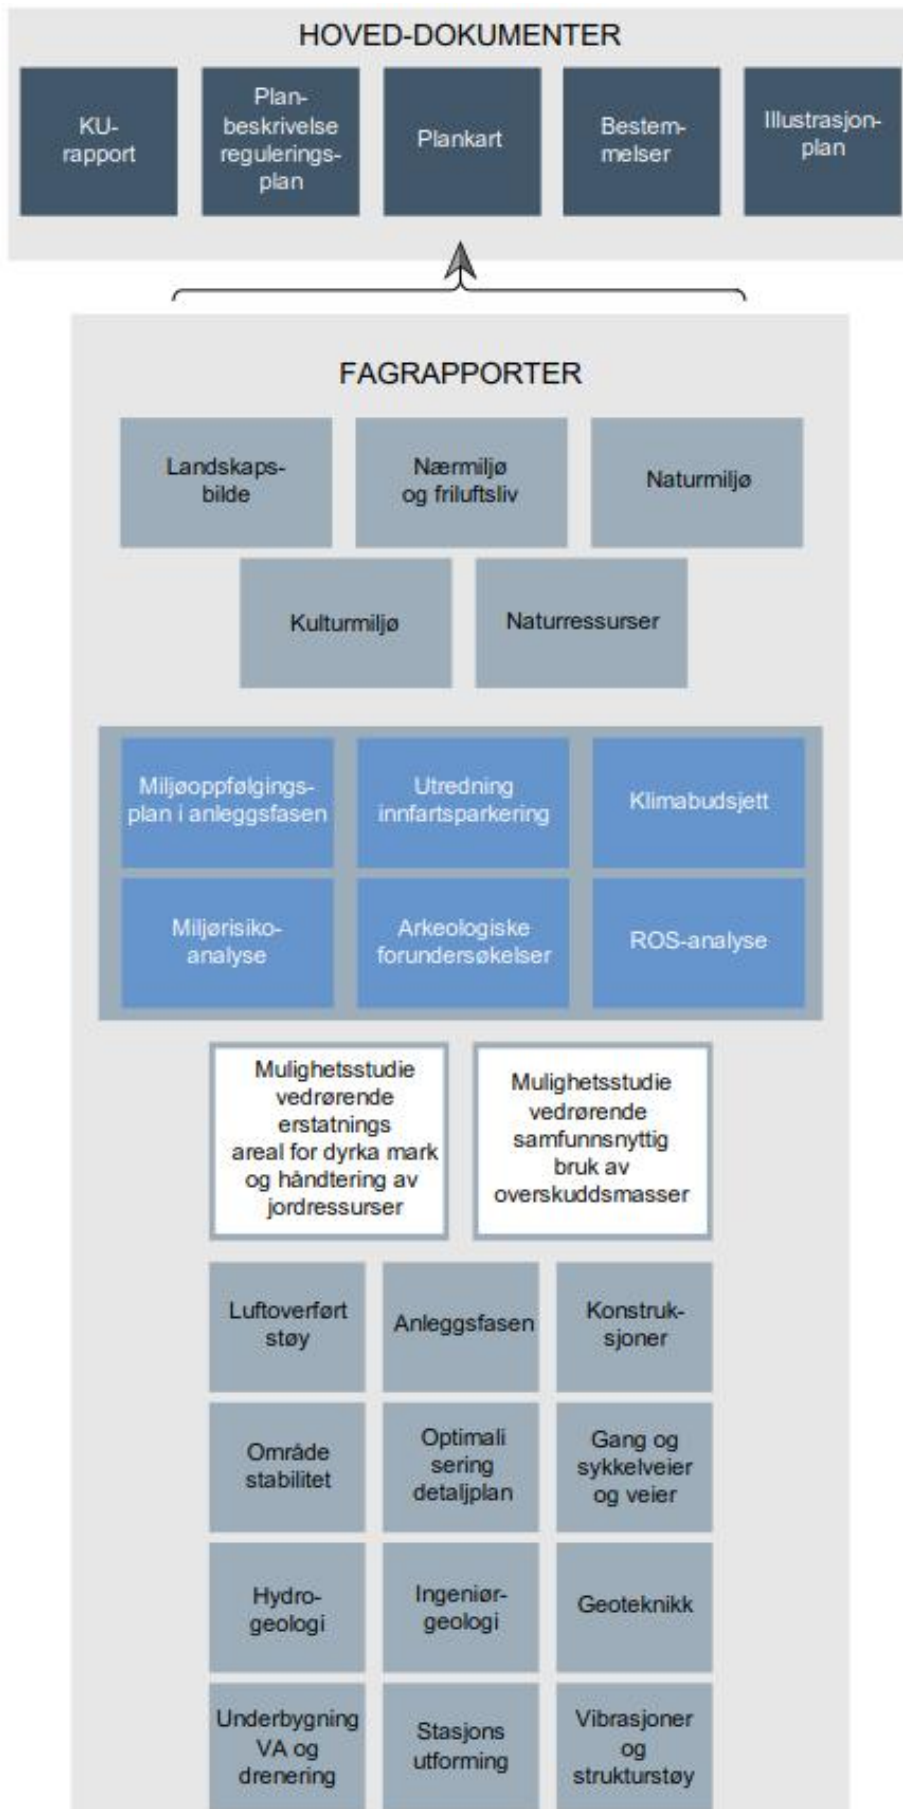 HOVED-DOKUMENTER
KU-
rapport
Plan-
beskrivelse
regulerings-
plan
Plankart
Bestem-
mmelser
Illustrasjon-
plan
FAGRAPPORTER
Landskaps-
bilde
Nærmiljø
og friluftsliv
Naturmiljø
Kulturmiljø
Naturressurser
Miljøoppfølgings-
plan i anleggsfasen
Utredning
innfartsparkering
Klimabudsjett
Miljørisiko-
analyse
Arkeologiske
forundersøkelser
ROS-analyse
Mulighetsstudie
vedrørende
erstatnings
areal for dyrka mark
og håndtering av
jordressurser
Mulighetsstudie
vedrørende
samfunnsnyttig
bruk av
overskuddsmasser
Luftoverført
støy
Anleggsfasen
Konstruk-
sjoner
Område
stabilitet
Optimali
sering
detaljplan
Gang og
sykkelveier
og veier
Hydro-
geologi
Ingeniør-
geologi
Geoteknikk
Underbygning
VA og
drenering
Stasjons
utforming
Vibrasjoner
og
strukturstøy